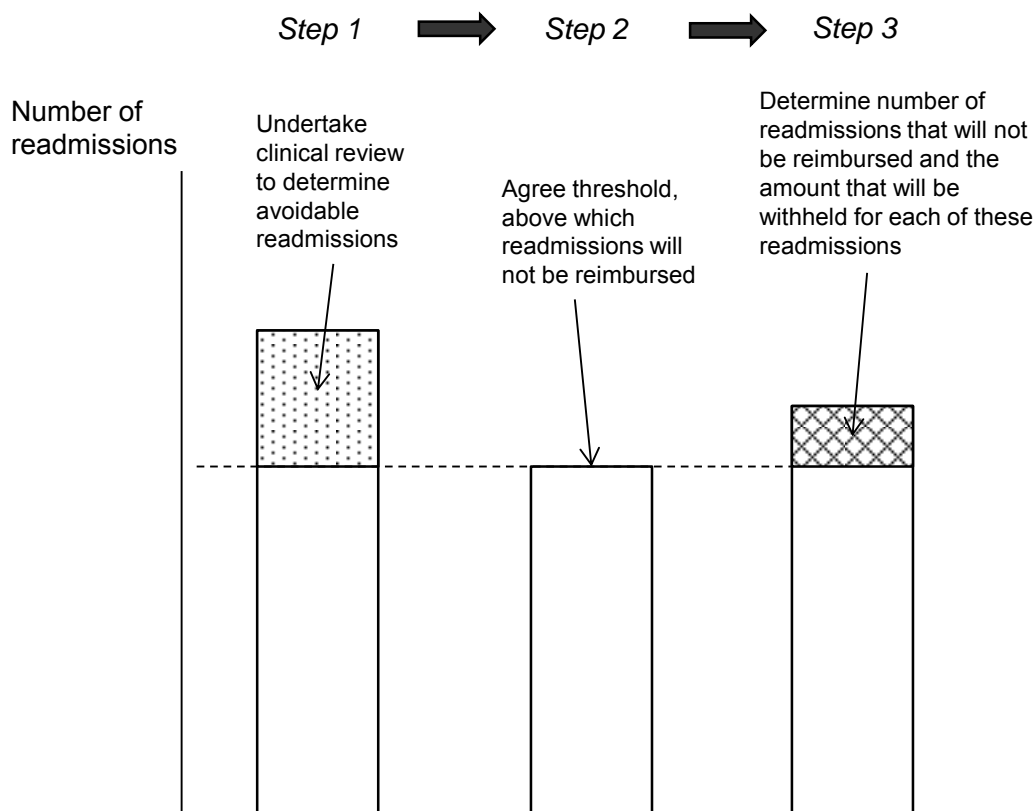 Step 1
Step 2
Step 3
Number of
readmissions
Undertake
clinical review
to determine
avoidable
readmissions
Agree threshold,
above which
readmissions will
not be reimbursed
Determine number of
readmissions that will not
be reimbursed and the
amount that will be
withheld for each of these
readmissions